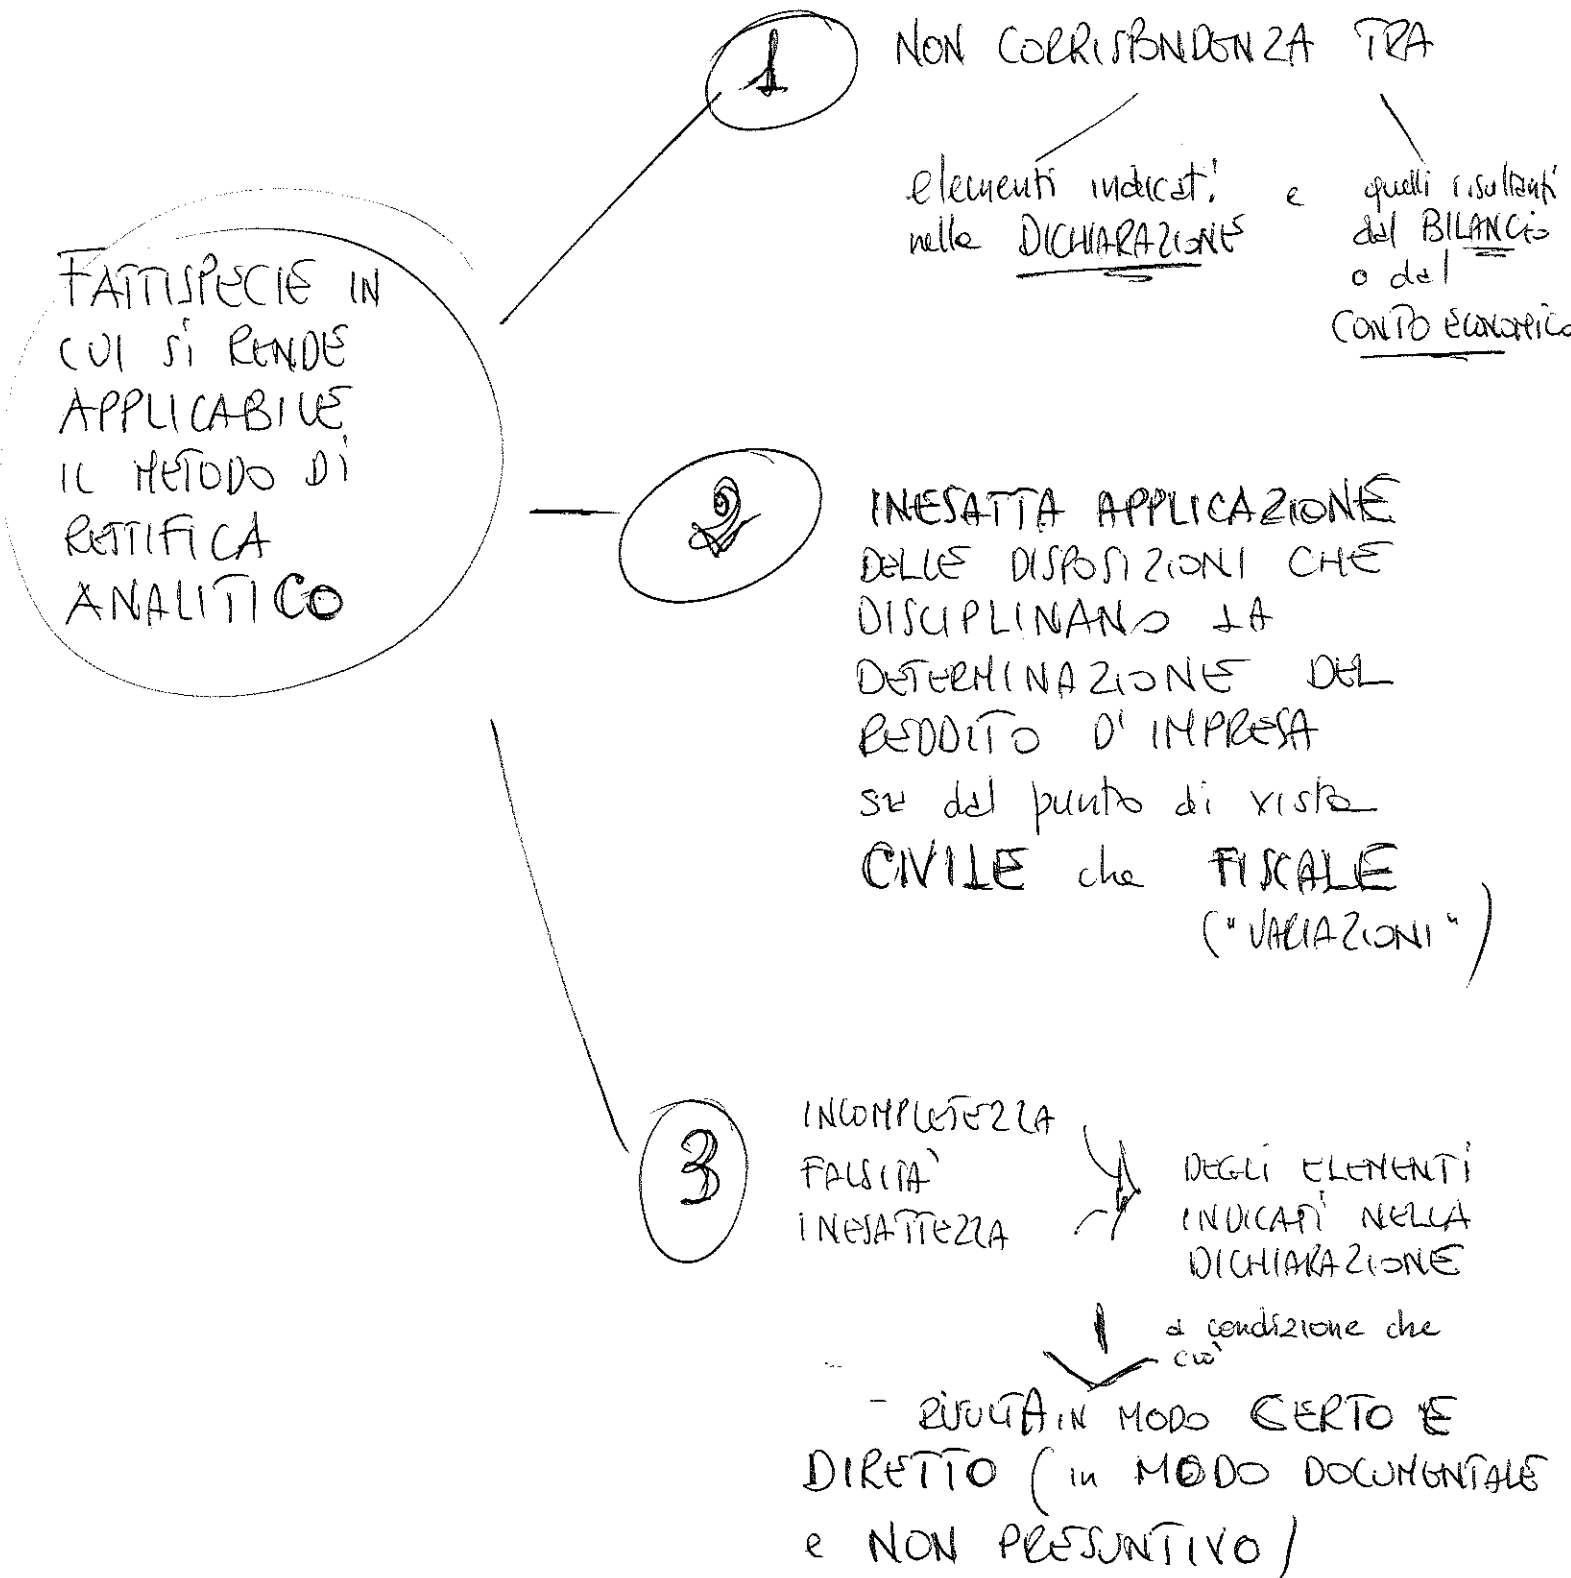 FATTISPECIE IN
CUI SI RENDE
APPLICABILE
IL METODO DI
RETTIFICA
ANALITICO
1
NON CORRISPONDENZA TRA
elementi indicati
nella DICHIARAZIONE
e
quelli risultanti
dal BILANCIO
o dal
CONTO ECONOMICO
2
INESATTA APPLICAZIONE
DELLE DISPOSIZIONI CHE
DISCIPLINANO LA
DETERMINAZIONE DEL
REDDITO D'IMPRESA
sia dal punto di vista
CIVILE che FISCALE
("VARIAZIONI")
3
INCOMPLETEZZA
FALSITA'
INESATTEZZA
DEGLI ELEMENTI
INDICATI NELLA
DICHIARAZIONE
a condizione che
ciò
- RISULTA IN MODO CERTO E
DIRETTO (in MODO DOCUMENTALE
e NON PRESUNTIVO)